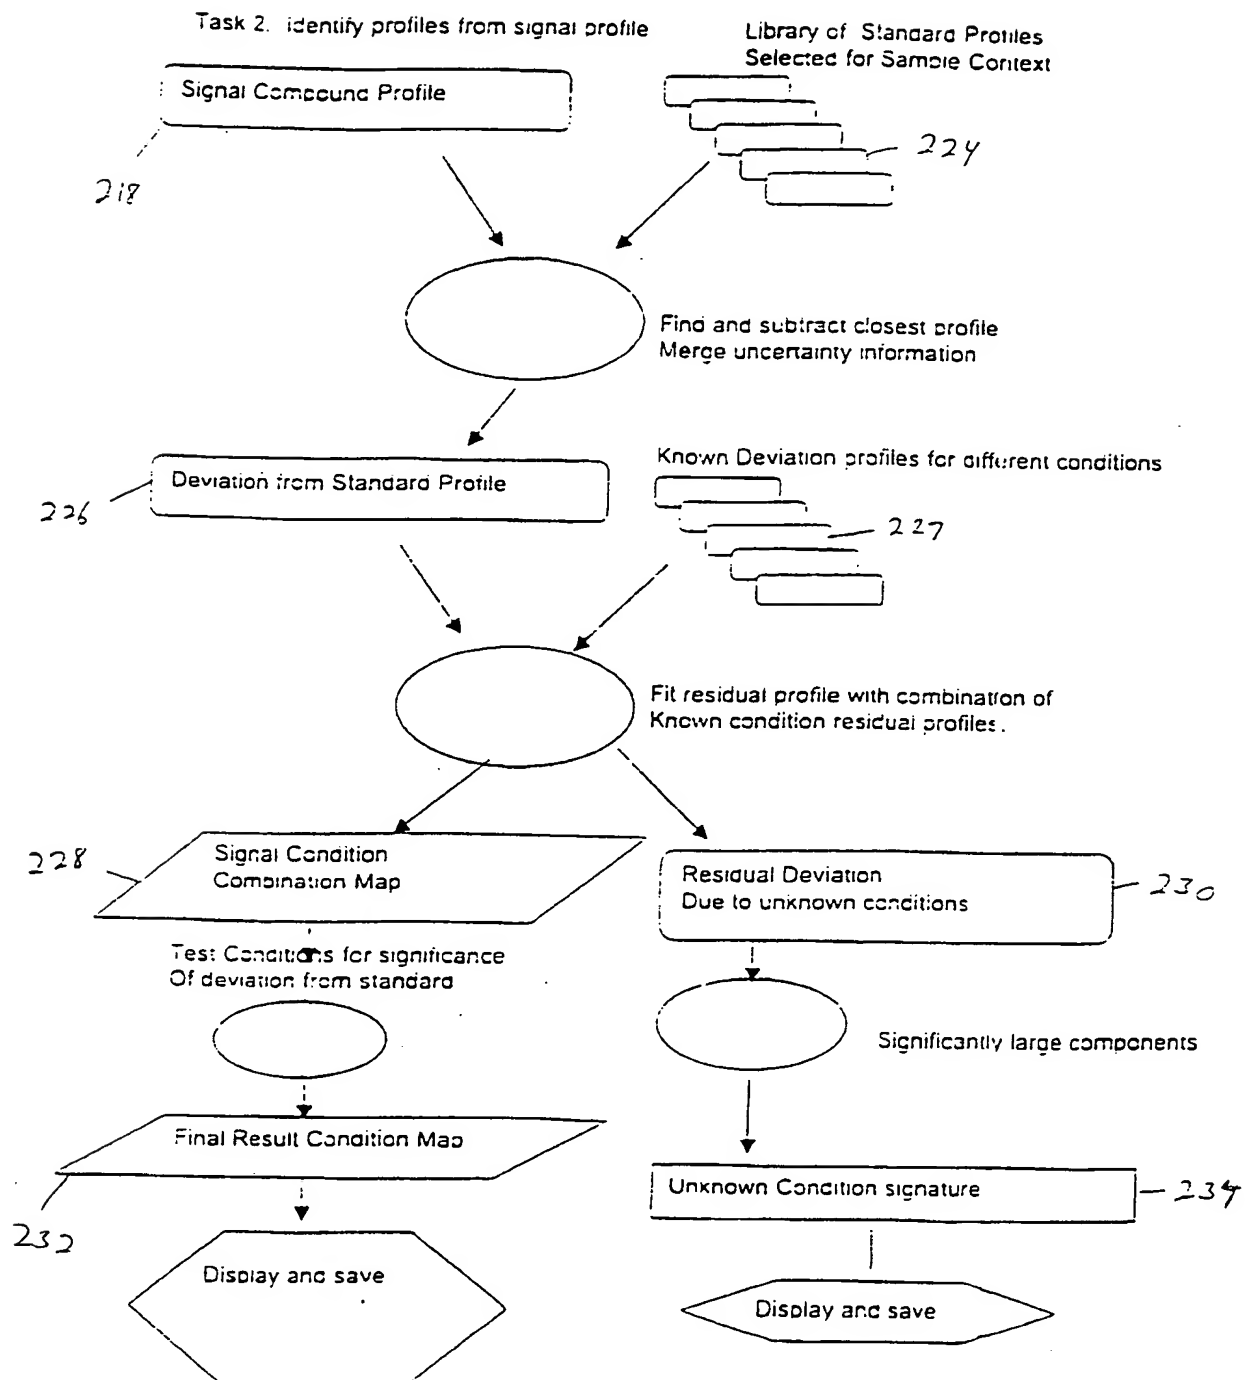 Task 2. identify profiles from signal profile
Library of Standard Profiles
Selected for Sample Context
Signal Compound Profile
224
218
Find and subtract closest profile
Merge uncertainty information
Known Deviation profiles for different conditions
Deviation from Standard Profile
226
227
Fit residual profile with combination of
Known condition residual profiles.
228
Signal Condition
Combination Map
Residual Deviation
Due to unknown conditions
230
Test Conditions for significance
Of deviation from standard
Significantly large components
Final Result Condition Map
Unknown Condition signature
234
232
Display and save
Display and save